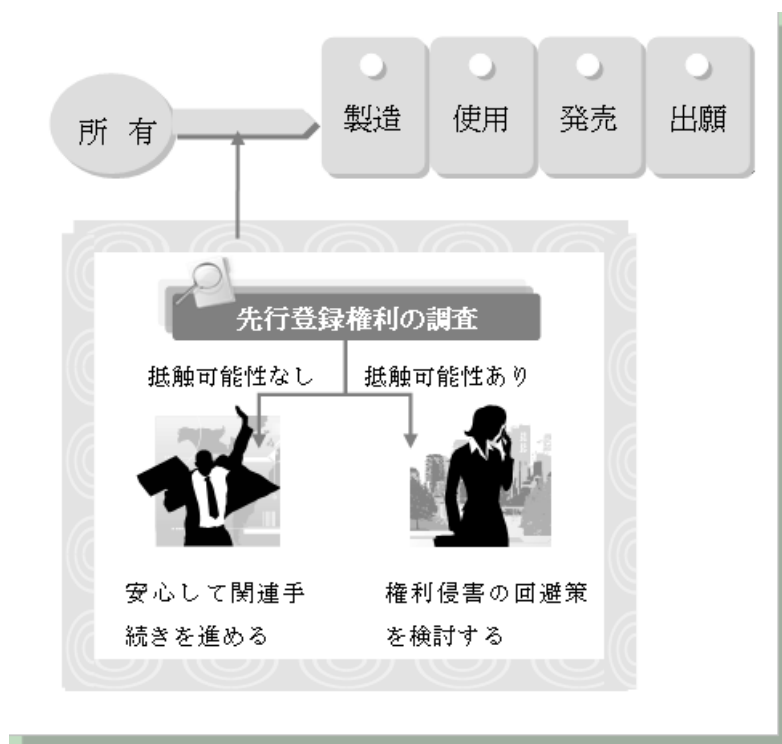 所 有
製造
使用
発売
出願
先行登録権利の調査
抵触可能性なし
抵触可能性あり
安心して関連手
続きを進める
権利侵害の回避策
を検討する